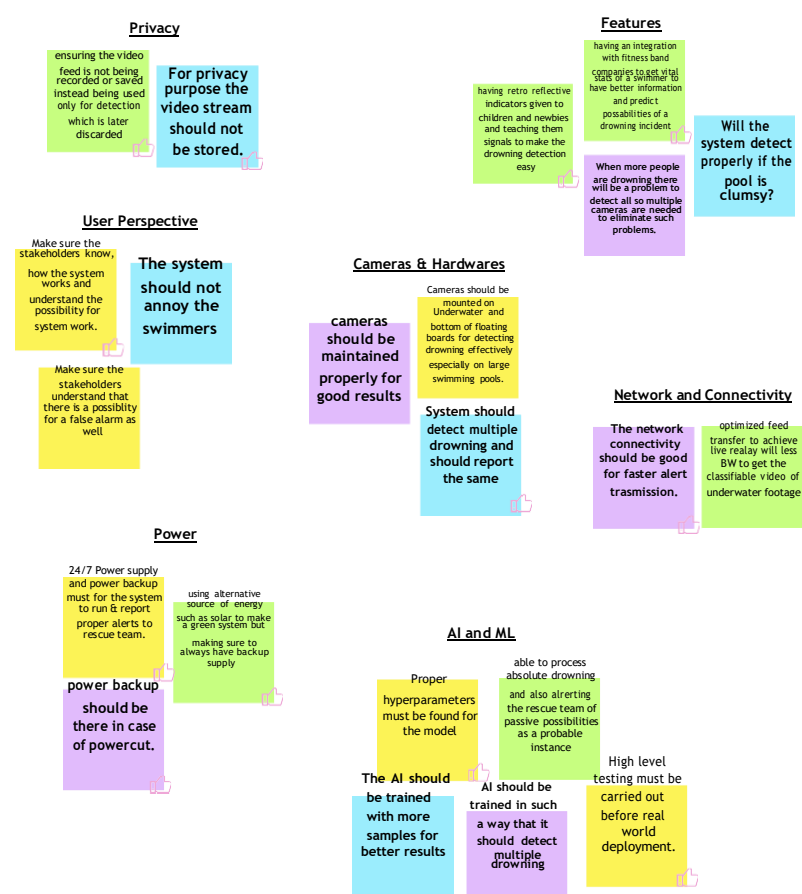 Privacy
ensuring the video
feed is not being
recorded or saved
instead being used
only for detection
which is later
discarded
For privacy
purpose the
video stream
should not
be stored.
Features
having retro reflective
indicators given to
children and newbies
and teaching them
signals to make the
drowning detection
easy
having an integration
with fitness band
companies to get vital
stats of a swimmer to
have better information
and predict
possabilities of a
drowning incident
Will the
system detect
properly if the
pool is
clumsy?
When more people
are drowning there
will be a problem to
detect all so multiple
cameras are needed
to eliminate such
problems.
User Perspective
Make sure the
stakeholders know,
how the system
works and
understand the
possibility for
system work.
The system
should not
annoy the
swimmers
Make sure the
stakeholders
understand that
there is a possiblity
for a false alarm as
well
Cameras & Hardwares
cameras
should be
maintained
properly for
good results
Cameras should be
mounted on
Underwater and
bottom of floating
boards for detecting
drowning effectively
especially on large
swimming pools.
System should
detect multiple
drowning and
should report
the same
Network and Connectivity
The network
connectivity
should be good
for faster alert
trasmission.
optimized feed
transfer to achieve
live realay will less
BW to get the
classifiable video of
underwater footage
Power
24/7 Power supply
and power backup
must for the system
to run & report
proper alerts to
rescue team.
using alternative
source of energy
such as solar to make
a green system but
making sure to
always have backup
supply
power backup
should be
there in case
of powercut.
AI and ML
Proper
hyperparameters
must be found for
the model
able to process
absolute drowning
and also alrerting
the rescue team of
passive possibilities
as a probable
instance
High level
testing must be
carried out
before real
world
deployment.
The AI should
be trained
with more
samples for
better results
AI should be
trained in such
a way that it
should detect
multiple
drowning